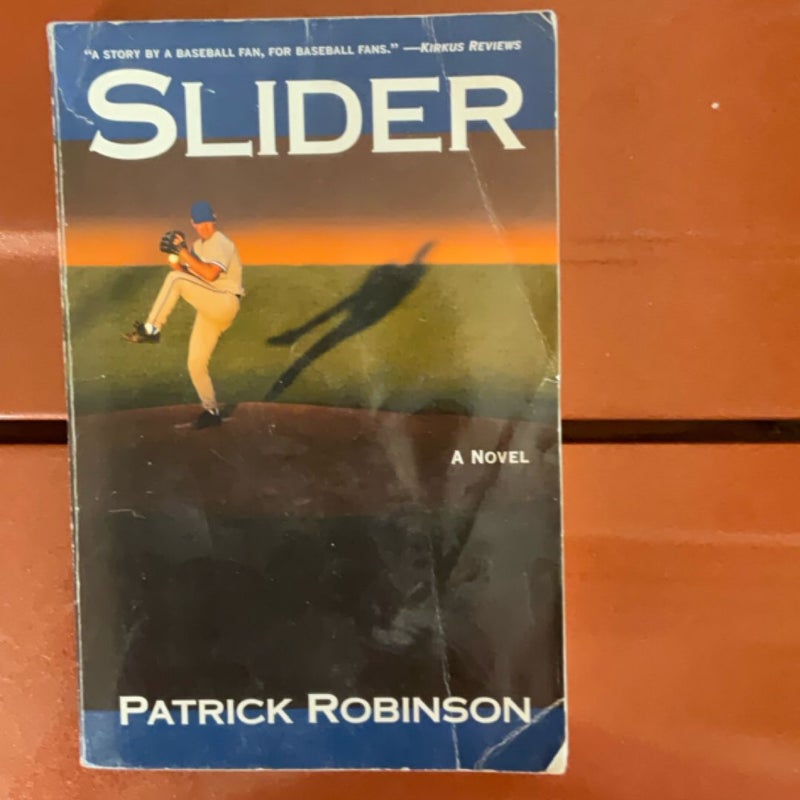 “A STORY BY A BASEBALL FAN, FOR BASEBALL FANS.” —KIRKUS REVIEWS
SLIDER
A NOVEL
PATRICK ROBINSON